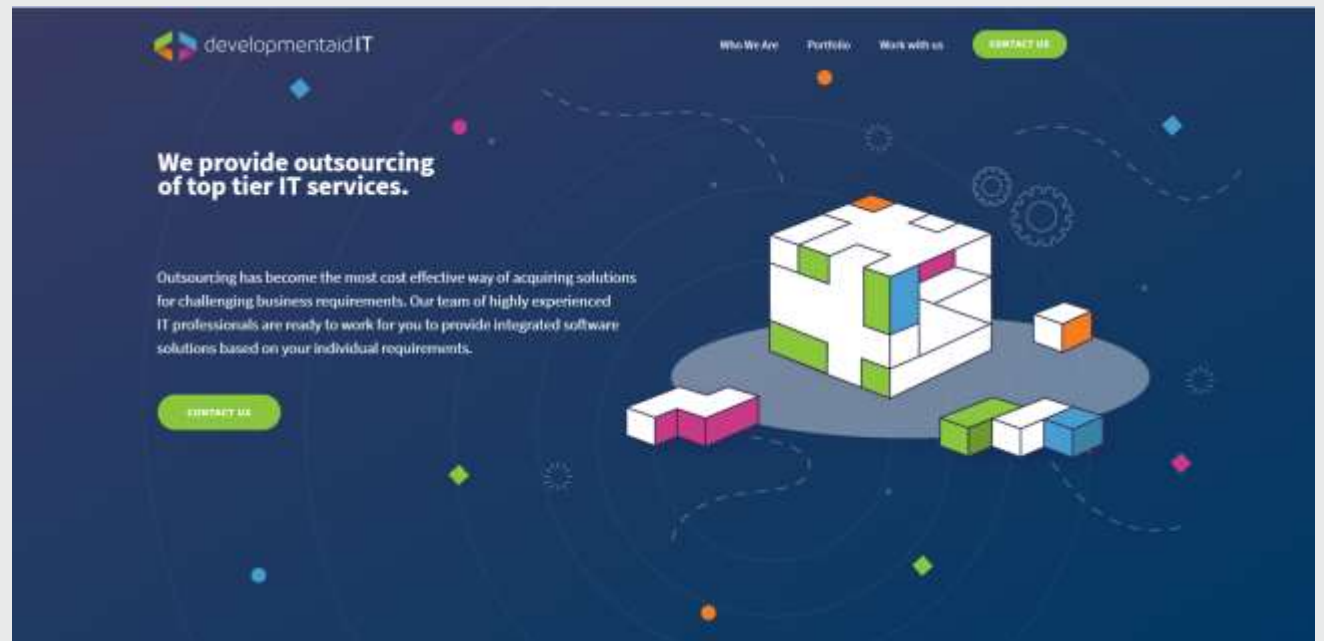 developmentaid IT
Who We Are Portfolio Work with us CONTACT US
We provide outsourcing
of top tier IT services.
Outsourcing has become the most cost effective way of acquiring solutions
for challenging business requirements. Our team of highly experienced
IT professionals are ready to work for you to provide integrated software
solutions based on your individual requirements.
CONTACT US